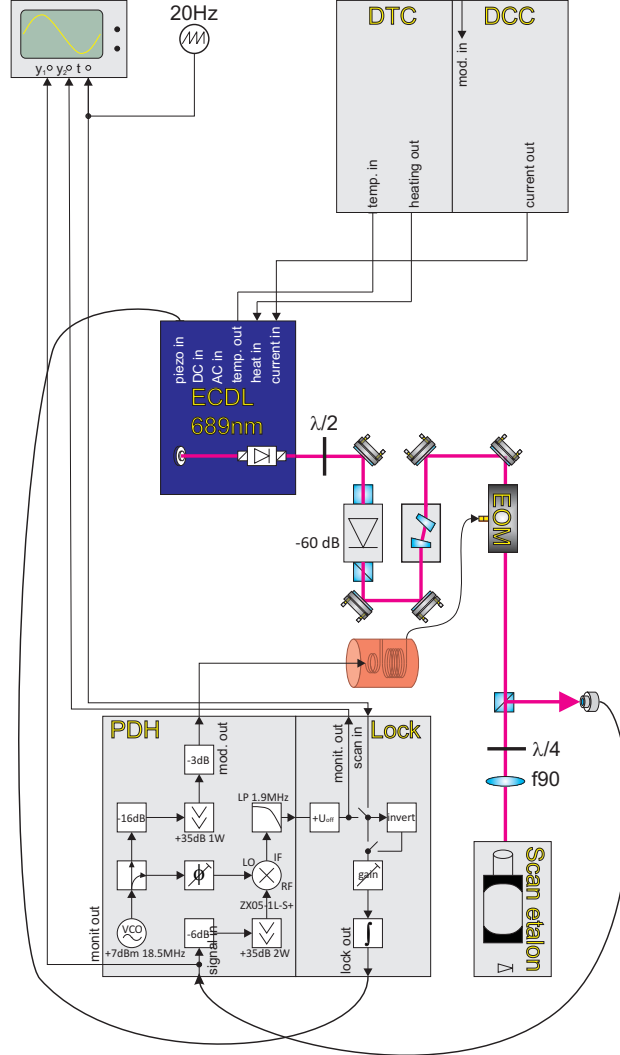 20Hz
y₁ y₂ t
DTC
DCC
mod. in
temp. in
heating out
current out
piezo in
DC in
AC in
temp. out
heat in
current in
ECDL
689nm
λ/2
-60 dB
EOM
PDH
mod. out
monit. out
scan in
Lock
λ/4
f90
-3dB
LP 1.9MHz
-16dB
+35dB 1W
+Uoff
invert
ϕ
LO
IF
RF
gain
ZX05-1L-S+
VCO
+7dBm 18.5MHz
-6dB
+35dB 2W
∫
monit out
signal in
lock out
Scan etalon